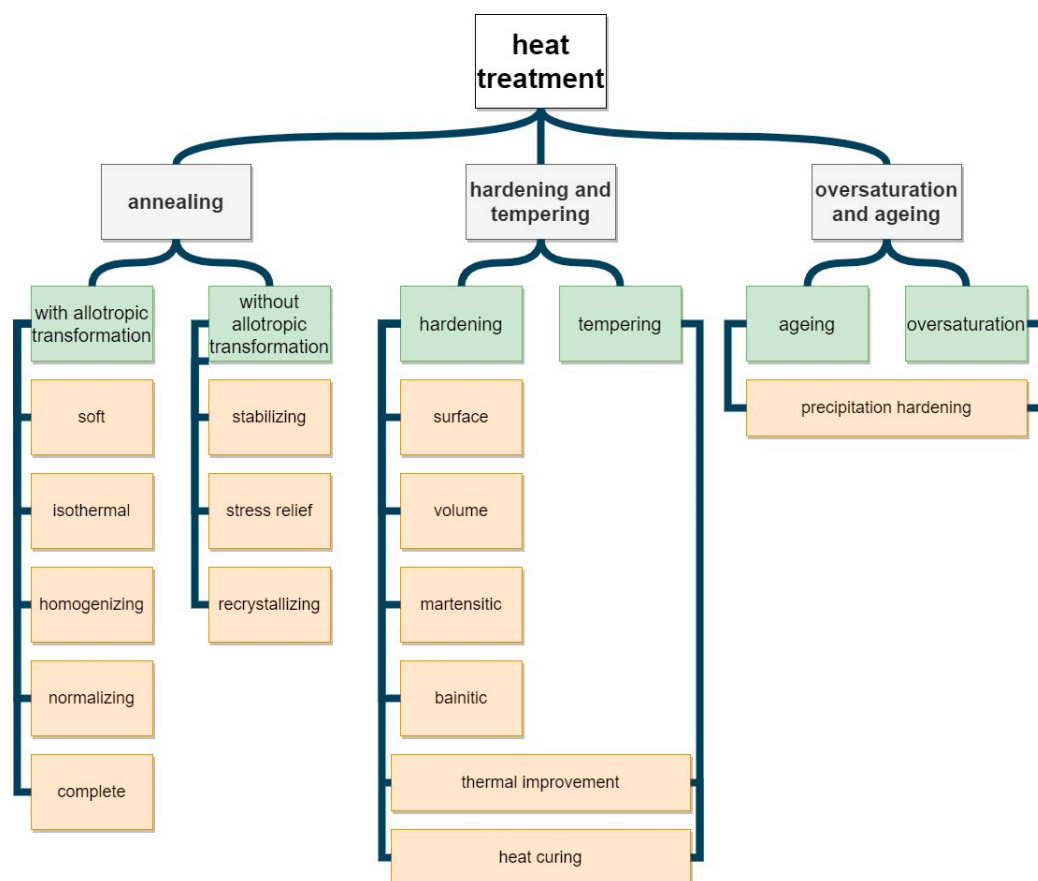 heat
treatment
annealing
hardening and
tempering
oversaturation
and ageing
with allotropic
transformation
without
allotropic
transformation
hardening
tempering
ageing
oversaturation
soft
stabilizing
surface
precipitation hardening
isothermal
stress relief
volume
homogenizing
recrystallizing
martensitic
normalizing
bainitic
complete
thermal improvement
heat curing